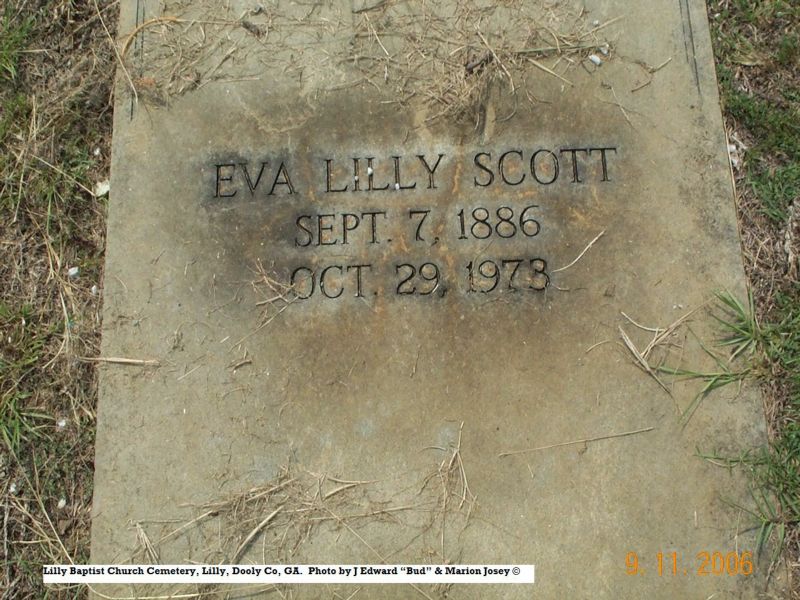 EVA LILLY SCOTT
SEPT. 7, 1886
OCT. 29, 1973
Lilly Baptist Church Cemetery, Lilly, Dooly Co, GA.  Photo by J Edward “Bud” & Marion Josey ©
9. 11. 2006